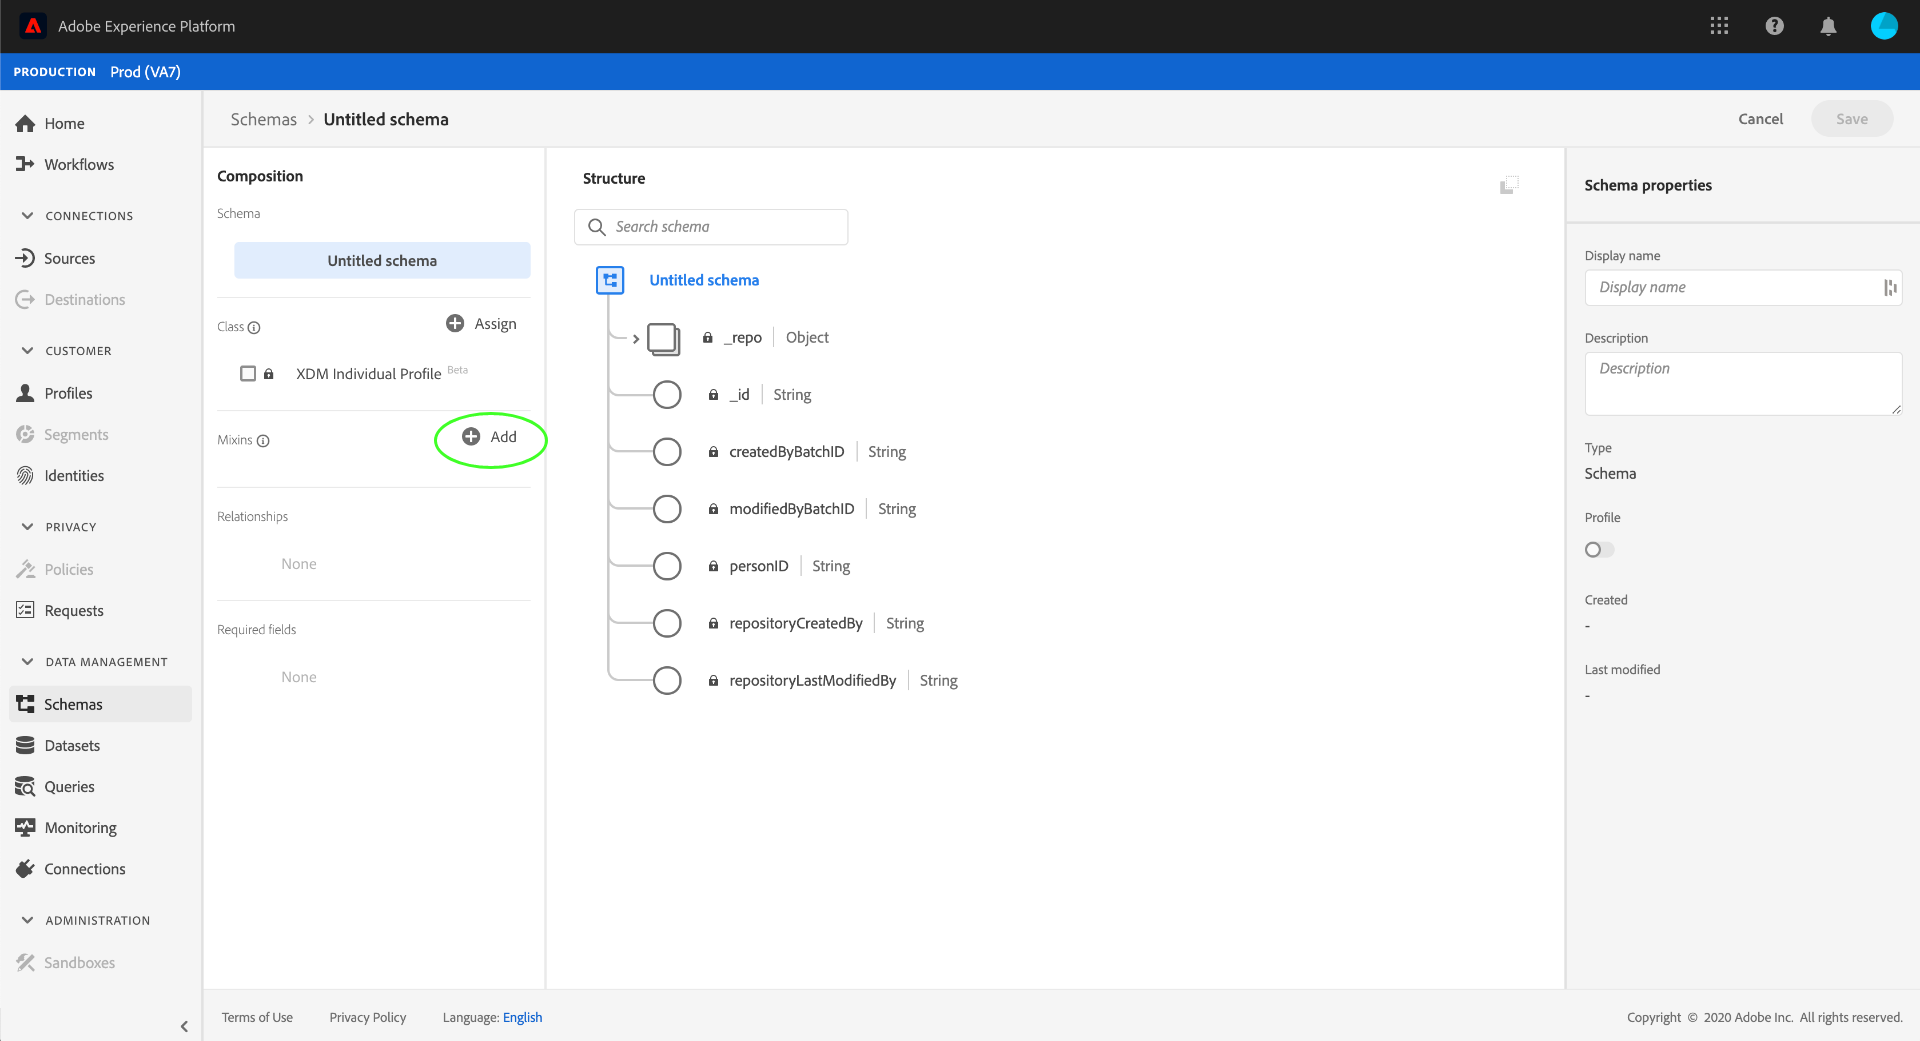 Adobe Experience Platform
PRODUCTION Prod (VA7)
Home
Workflows
CONNECTIONS
Sources
Destinations
CUSTOMER
Profiles
Segments
Identities
PRIVACY
Policies
Requests
DATA MANAGEMENT
Schemas
Datasets
Queries
Monitoring
Connections
ADMINISTRATION
Sandboxes
Schemas > Untitled schema
Cancel
Save
Composition
Schema
Untitled schema
Class
Assign
XDM Individual Profile Beta
Mixins
Add
Relationships
None
Required fields
None
Structure
Search schema
Untitled schema
_repo | Object
_id | String
createdByBatchID | String
modifiedByBatchID | String
personID | String
repositoryCreatedBy | String
repositoryLastModifiedBy | String
Schema properties
Display name
Display name
Description
Description
Type
Schema
Profile
Created
-
Last modified
-
Terms of Use
Privacy Policy
Language: English
Copyright © 2020 Adobe Inc. All rights reserved.